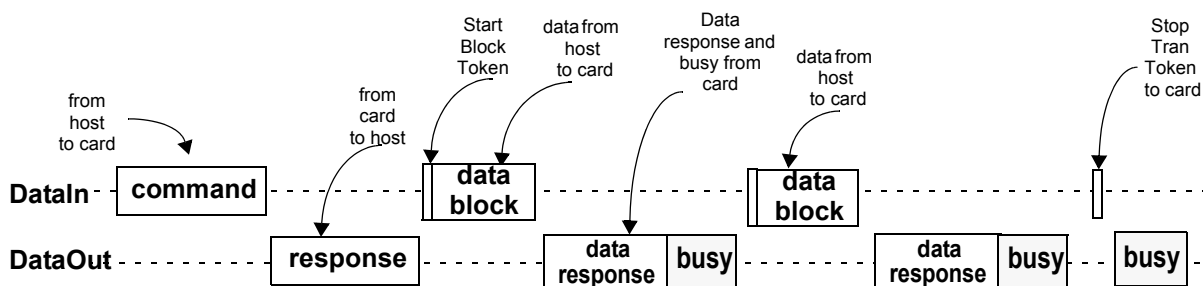 from
host
to card
from
card
to host
Start
Block
Token
data from
host
to card
Data
response and
busy from
card
data from
host
to card
Stop
Tran
Token
to card
DataIn
command
data
block
data
block
DataOut
response
data
response
busy
data
response
busy
busy